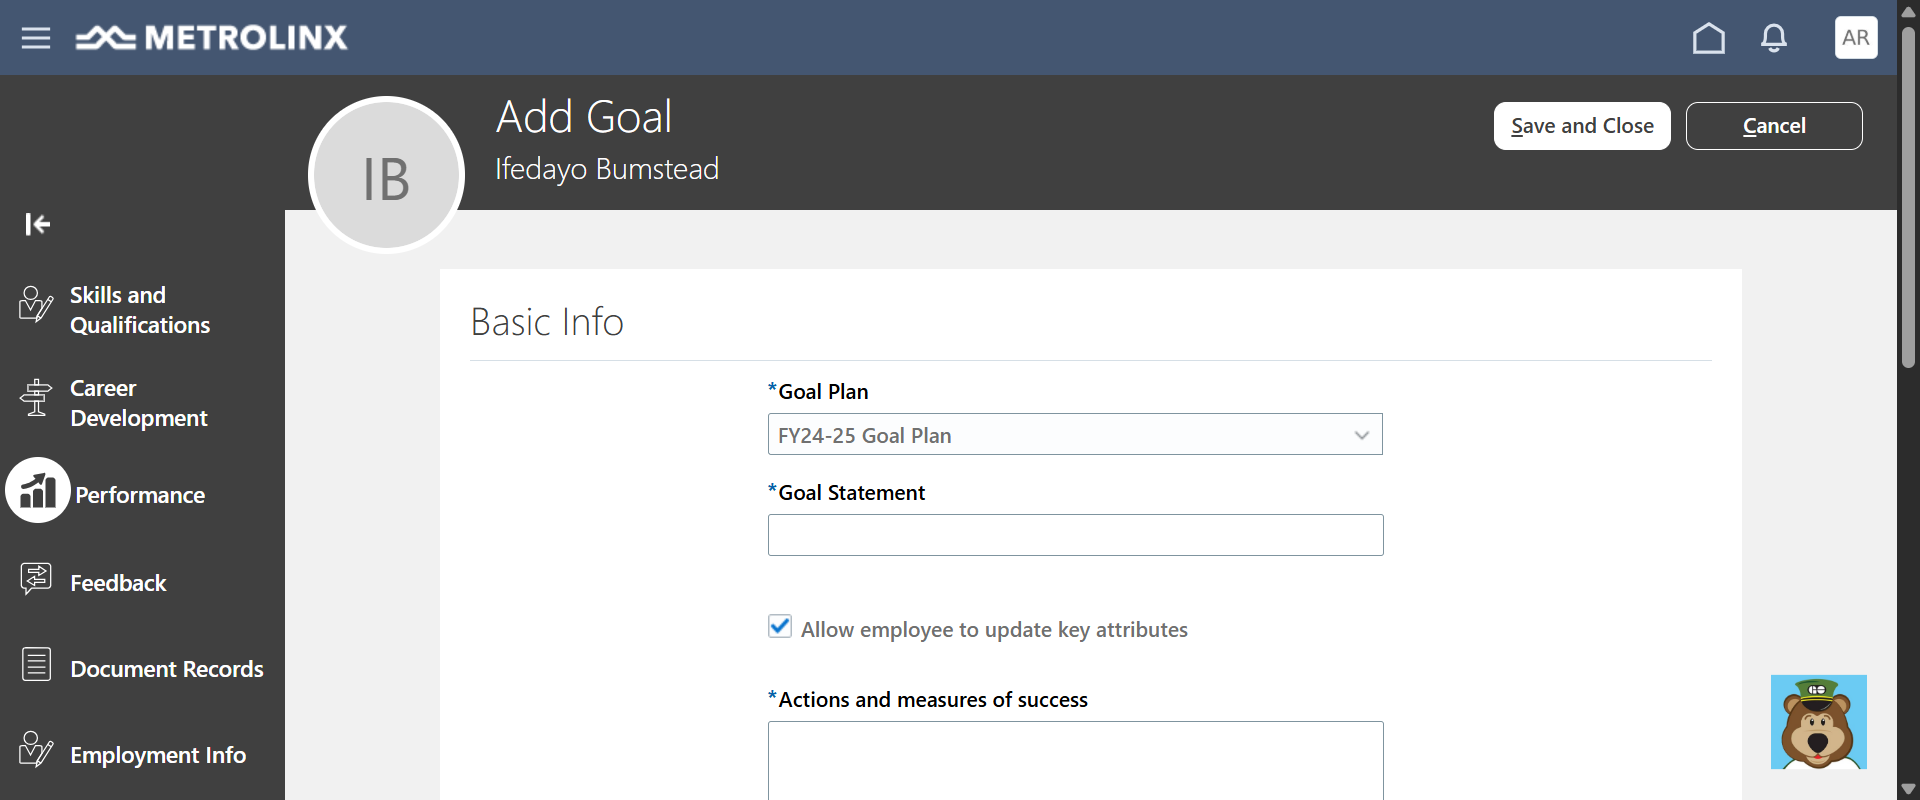 METROLINX
AR
IB
Add Goal
Ifedayo Bumstead
Save and Close
Cancel
Skills and
Qualifications
Career
Development
Performance
Feedback
Document Records
Employment Info
Basic Info
*Goal Plan
FY24-25 Goal Plan
*Goal Statement
Allow employee to update key attributes
*Actions and measures of success
GO